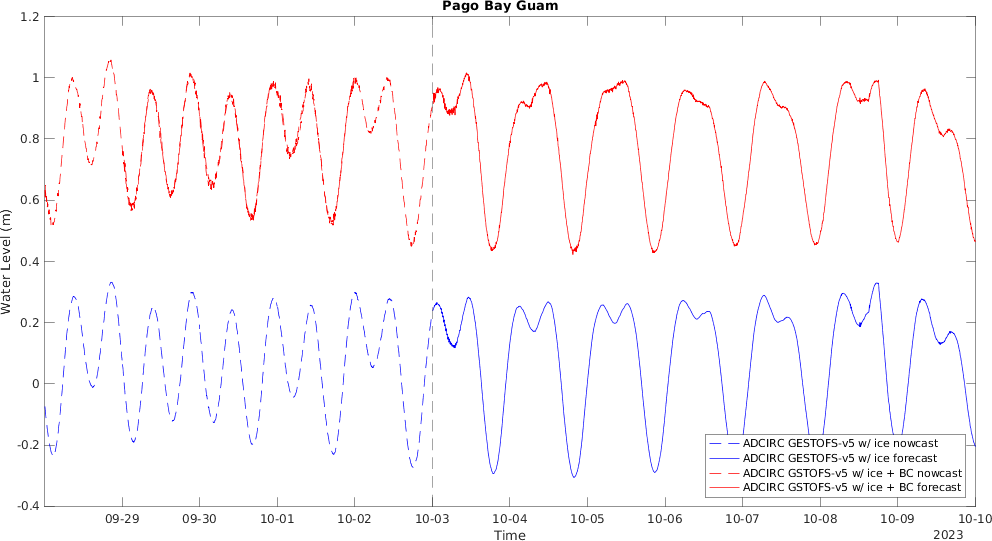 Pago Bay Guam
1.2
1
0.8
0.6
0.4
0.2
0
-0.2
-0.4
Water Level (m)
ADCIRC GESTOFS-v5 w/ ice nowcast
ADCIRC GESTOFS-v5 w/ ice forecast
ADCIRC GSTOFS-v5 w/ ice + BC nowcast
ADCIRC GSTOFS-v5 w/ ice + BC forecast
09-29 09-30 10-01 10-02 10-03 10-04 10-05 10-06 10-07 10-08 10-09 10-10
Time
2023